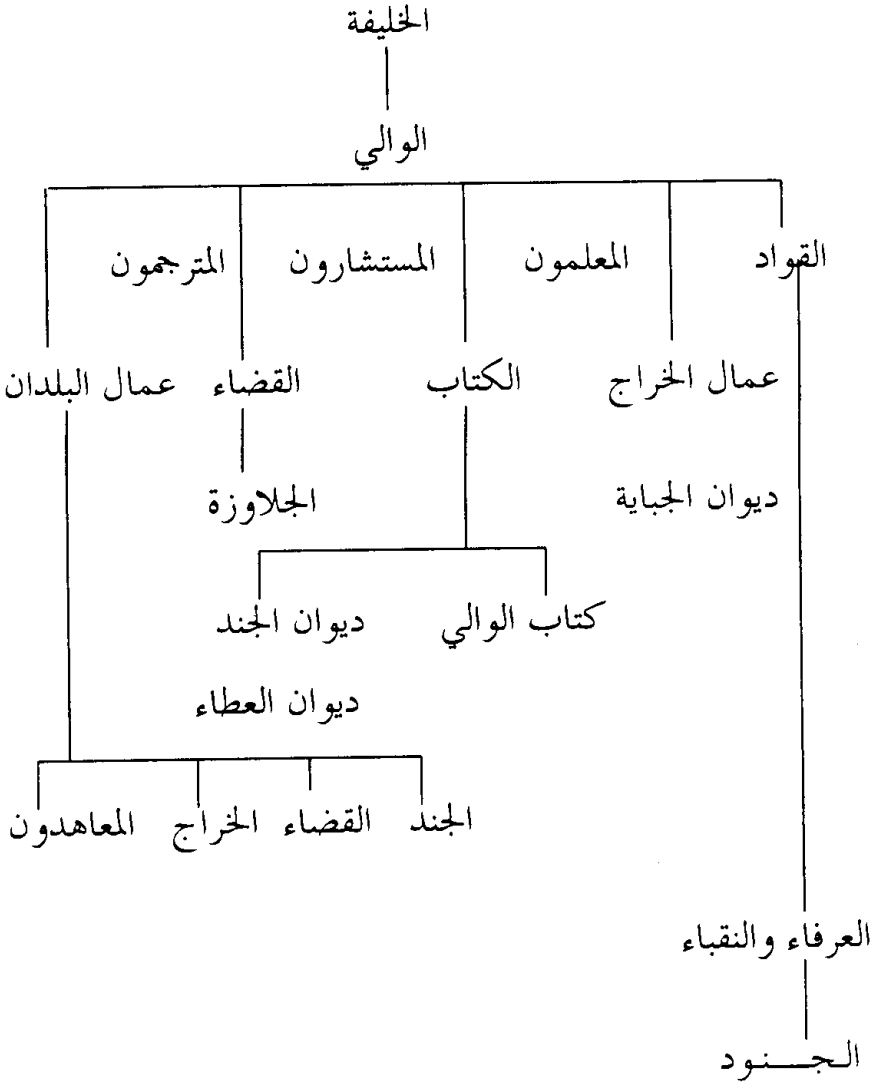 الخليفة
الوالي
القواد المعلمون المستشارون المترجمون
عمال الخراج الكتاب القضاء عمال البلدان
ديوان الجباية الجلاوزة
كتاب الوالي ديوان الجند
ديوان العطاء
الجند القضاء الخراج المعاهدون
العرفاء والنقباء
الـجـــنـود